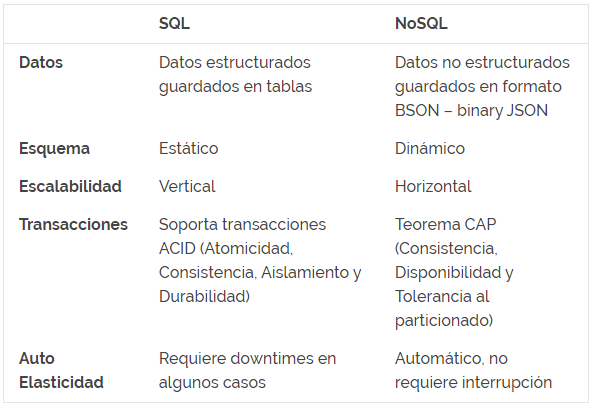 SQL NoSQL
Datos Datos estructurados Datos no estructurados
guardados en tablas guardados en formato
BSON – binary JSON
Esquema Estático Dinámico
Escalabilidad Vertical Horizontal
Transacciones Soporta transacciones Teorema CAP
ACID (Atomicidad, (Consistencia,
Consistencia, Aislamiento y Disponibilidad y
Durabilidad) Tolerancia al
particionado)
Auto Requiere downtimes en Automático, no
Elasticidad algunos casos requiere interrupción